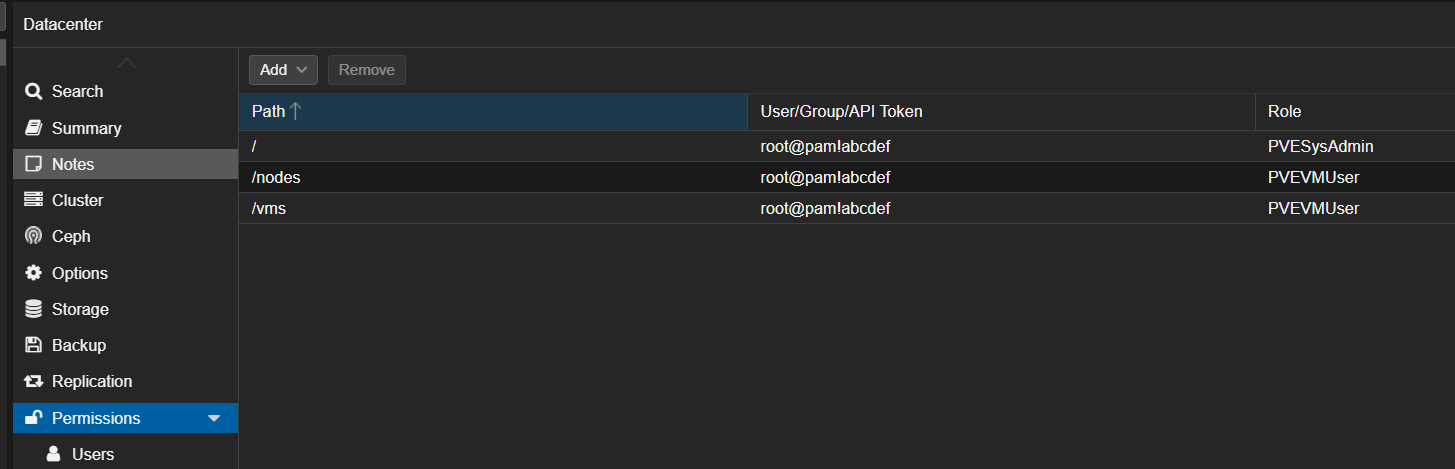 Datacenter
Search
Summary
Notes
Cluster
Ceph
Options
Storage
Backup
Replication
Permissions
Users
Add Remove
Path User/Group/API Token Role
/ root@pam!abcdef PVESysAdmin
/nodes root@pam!abcdef PVEVMUser
/vms root@pam!abcdef PVEVMUser